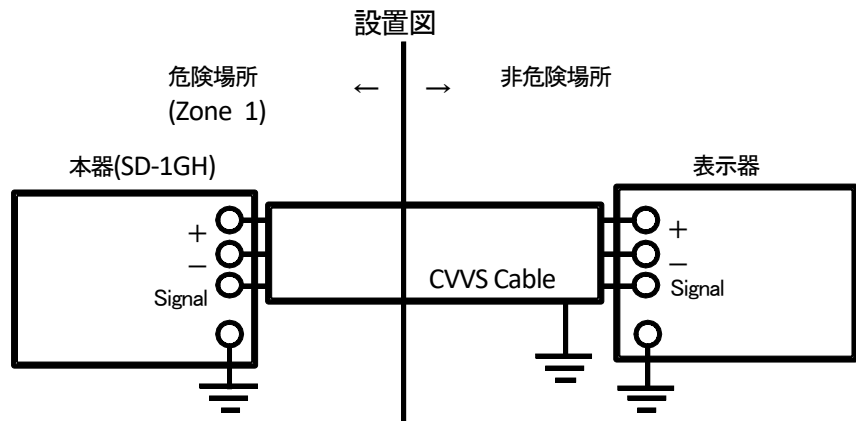 設置図
危険場所
(Zone 1)
← →
非危険場所
本器(SD-1GH)
表示器
+
−
Signal
CVVS Cable
+
−
Signal